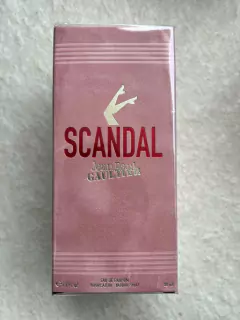 SCANDAL
Jean Paul
GAULTIER
EAU DE PARFUM